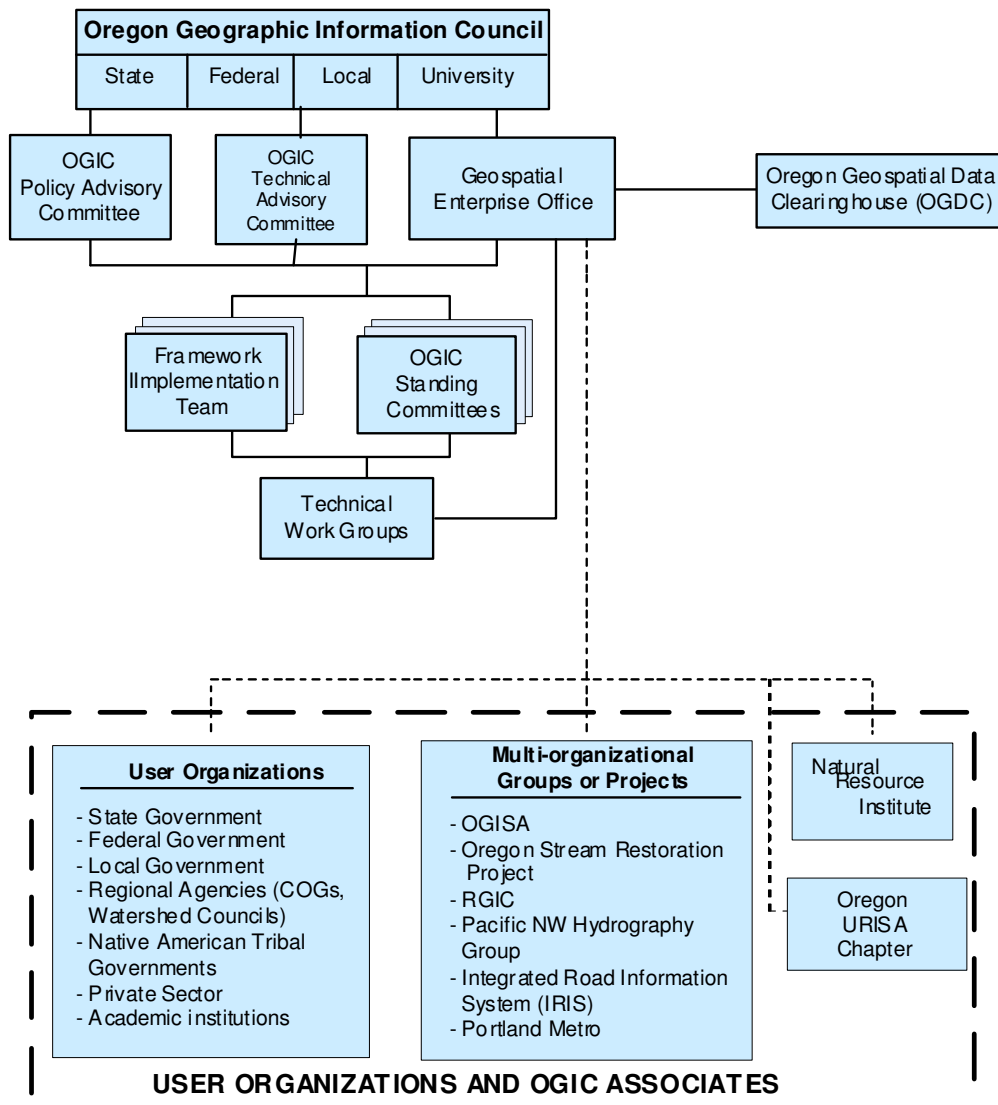 Oregon Geographic Information Council
State Federal Local University
OGIC
Policy Advisory
Committee
OGIC
Technical
Advisory
Committee
Geospatial
Enterprise Office
Oregon Geospatial Data
Clearinghouse (OGDC)
Framework
IImplementation
Team
OGIC
Standing
Committees
Technical
Work Groups
User Organizations
- State Government
- Federal Government
- Local Government
- Regional Agencies (COGs,
Watershed Councils)
- Native American Tribal
Governments
- Private Sector
- Academic institutions
Multi-organizational
Groups or Projects
- OGISA
- Oregon Stream Restoration
Project
- RGIC
- Pacific NW Hydrography
Group
- Integrated Road Information
System (IRIS)
- Portland Metro
Natural
Resource
Institute
Oregon
URISA
Chapter
USER ORGANIZATIONS AND OGIC ASSOCIATES